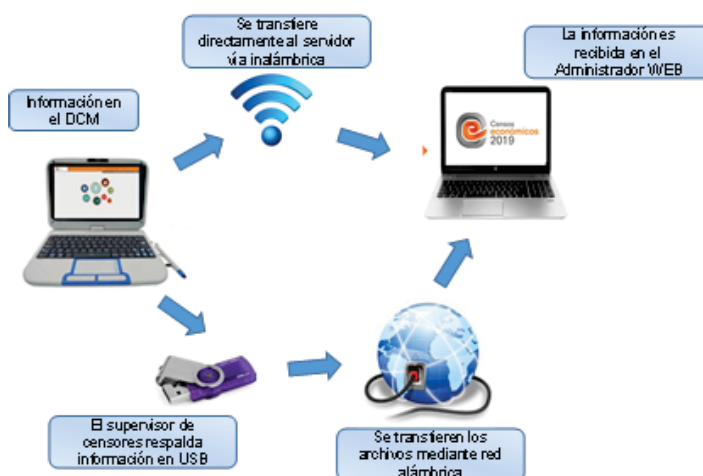 Se transfiere
directamente al servidor
vía inalámbrica
La información es
recibida en el
Administrador WEB
Información en
el DCM
Censos
económicos
2019
El supervisor de
censores respalda
información en USB
Se transfieren los
archivos mediante red
alámbrica